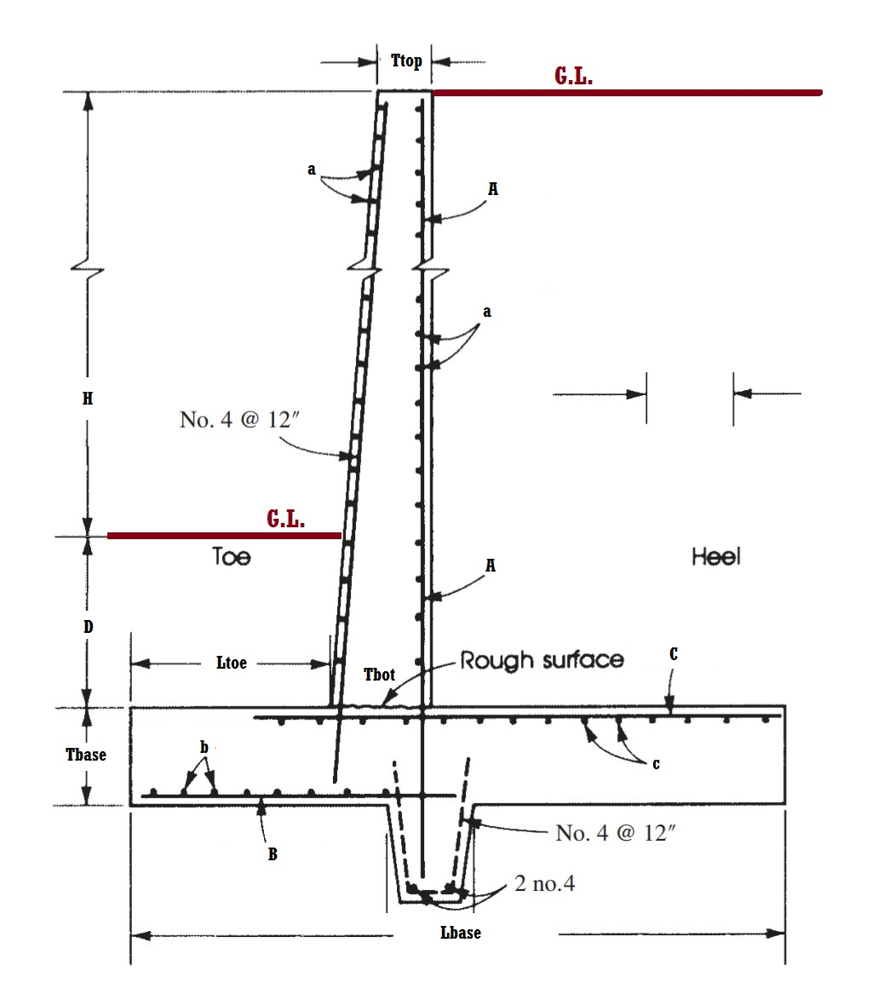 Ttop
G.L.
a
A
a
H
No. 4 @ 12″
G.L.
Toe
Heel
A
D
Ltoe
Tbot
Rough surface
C
Tbase
b
c
B
No. 4 @ 12″
2 no.4
Lbase